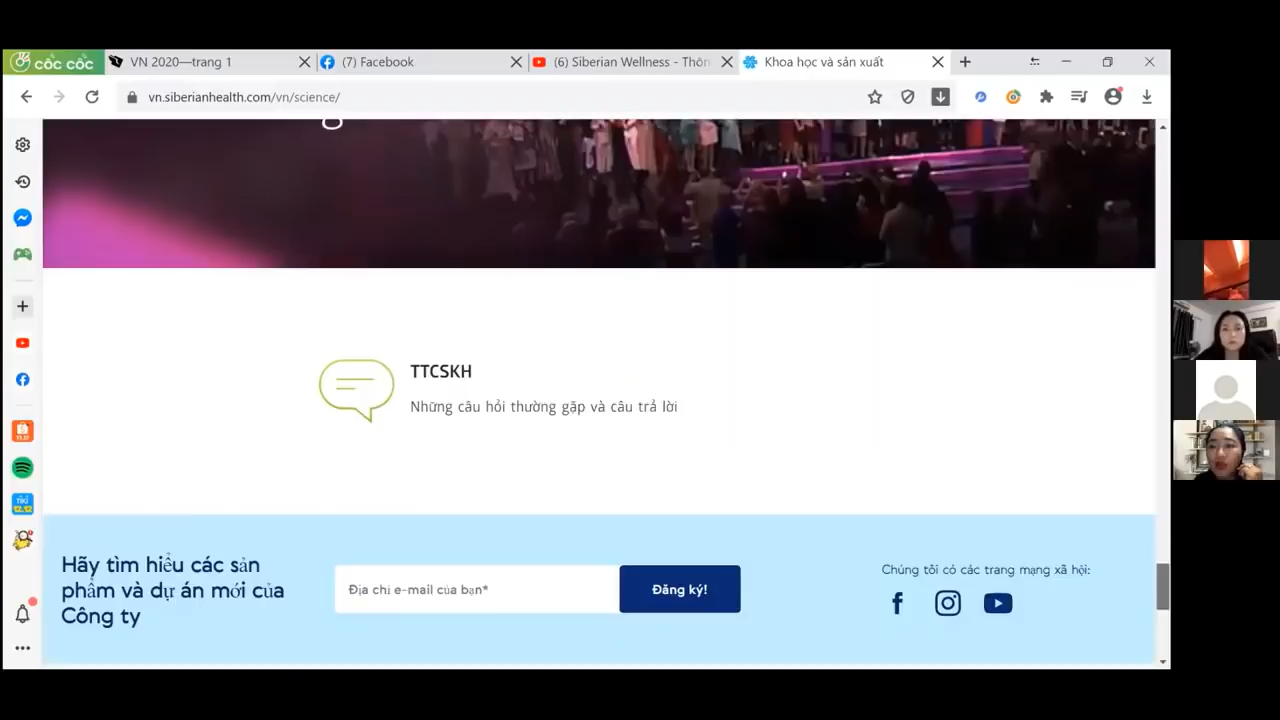 cốc cốc
VN 2020—trang 1
(7) Facebook
(6) Siberian Wellness - Thôn
Khoa học và sản xuất
vn.siberianhealth.com/vn/science/
g
TTCSKH
Những câu hỏi thường gặp và câu trả lời
Hãy tìm hiểu các sản
phẩm và dự án mới của
Công ty
Địa chỉ e-mail của bạn*
Đăng ký!
Chúng tôi có các trang mạng xã hội: